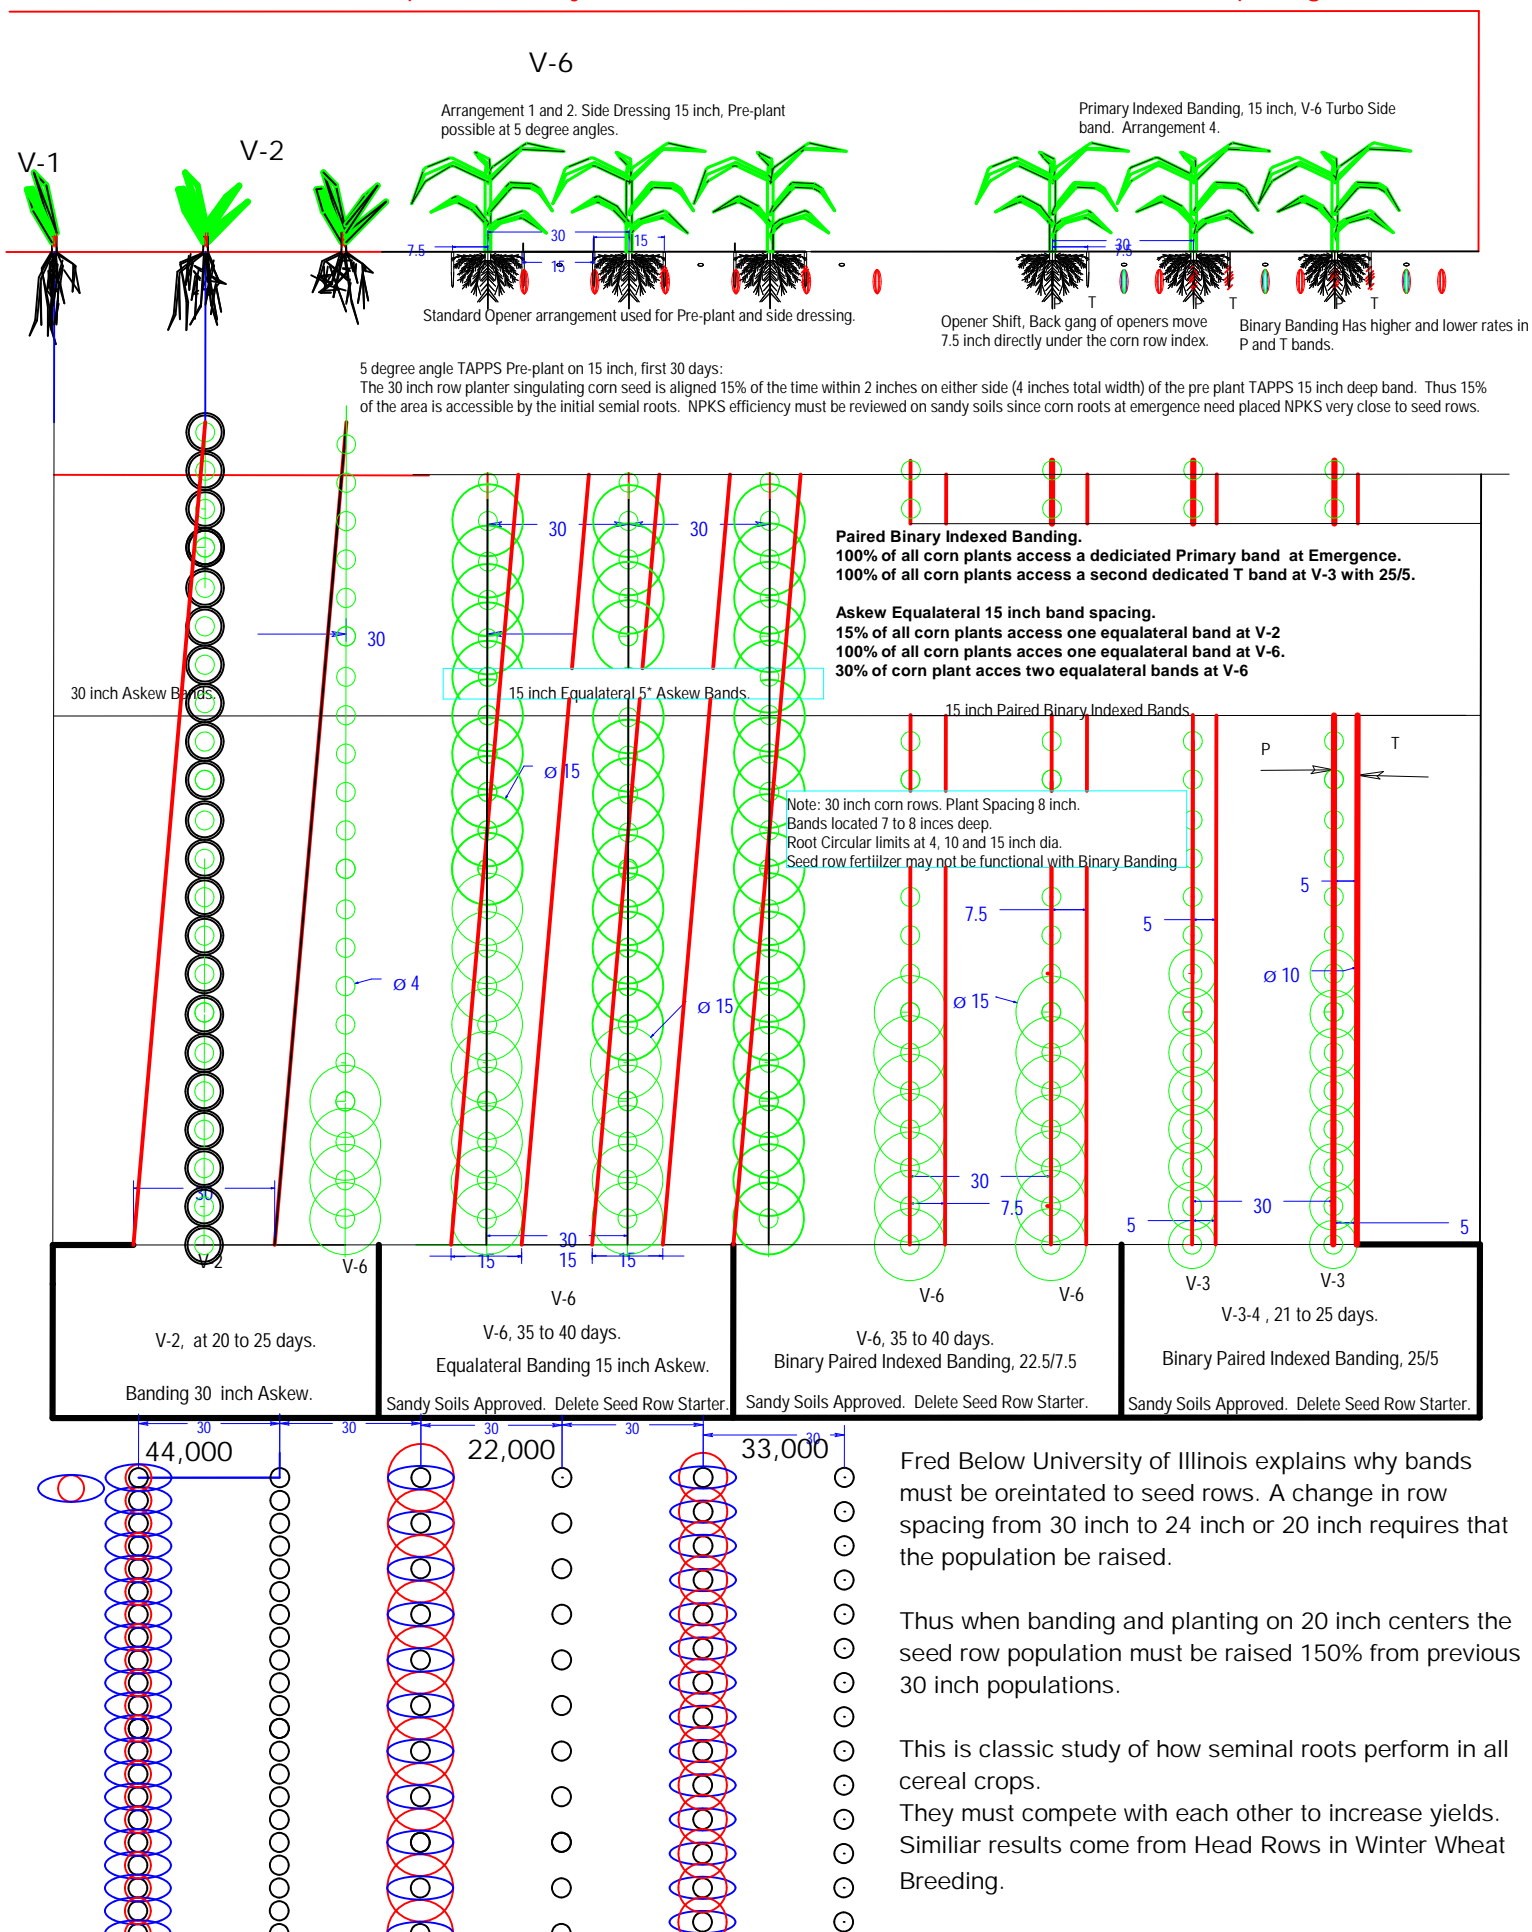 V-6
Arrangement 1 and 2. Side Dressing 15 inch, Pre-plant
possible at 5 degree angles.
Primary Indexed Banding, 15 inch, V-6 Turbo Side
band. Arrangement 4.
V-1
V-2
30
15
7.5
15
30
7.5
P T P T P T
Standard Opener arrangement used for Pre-plant and side dressing.
Opener Shift, Back gang of openers move
7.5 inch directly under the corn row index.
Binary Banding Has higher and lower rates in
P and T bands.
5 degree angle TAPPS Pre-plant on 15 inch, first 30 days:
The 30 inch row planter singulating corn seed is aligned 15% of the time within 2 inches on either side (4 inches total width) of the pre plant TAPPS 15 inch deep band. Thus 15%
of the area is accessible by the initial semial roots. NPKS efficiency must be reviewed on sandy soils since corn roots at emergence need placed NPKS very close to seed rows.
30 30
Paired Binary Indexed Banding.
100% of all corn plants access a dediciated Primary band at Emergence.
100% of all corn plants access a second dedicated T band at V-3 with 25/5.
Askew Equalateral 15 inch band spacing.
15% of all corn plants access one equalateral band at V-2
100% of all corn plants acces one equalateral band at V-6.
30% of corn plant acces two equalateral bands at V-6
30
30 inch Askew Bands.
15 inch Equalateral 5* Askew Bands.
15 inch Paired Binary Indexed Bands
P T
ø 15
Note: 30 inch corn rows. Plant Spacing 8 inch.
Bands located 7 to 8 inces deep.
Root Circular limits at 4, 10 and 15 inch dia.
Seed row fertiilzer may not be functional with Binary Banding
5
7.5
5
ø 4
ø 15
ø 15
ø 10
30
30
7.5
30
5
5
30
15 15 15
V-2
V-6
V-6
V-6
V-6
V-3
V-3
V-2, at 20 to 25 days.
Banding 30 inch Askew.
V-6, 35 to 40 days.
Equalateral Banding 15 inch Askew.
Sandy Soils Approved. Delete Seed Row Starter.
V-6, 35 to 40 days.
Binary Paired Indexed Banding, 22.5/7.5
Sandy Soils Approved. Delete Seed Row Starter.
V-3-4 , 21 to 25 days.
Binary Paired Indexed Banding, 25/5
Sandy Soils Approved. Delete Seed Row Starter.
30 30 30 30 30
44,000
22,000
33,000
Fred Below University of Illinois explains why bands
must be oreintated to seed rows. A change in row
spacing from 30 inch to 24 inch or 20 inch requires that
the population be raised.
Thus when banding and planting on 20 inch centers the
seed row population must be raised 150% from previous
30 inch populations.
This is classic study of how seminal roots perform in all
cereal crops.
They must compete with each other to increase yields.
Similiar results come from Head Rows in Winter Wheat
Breeding.